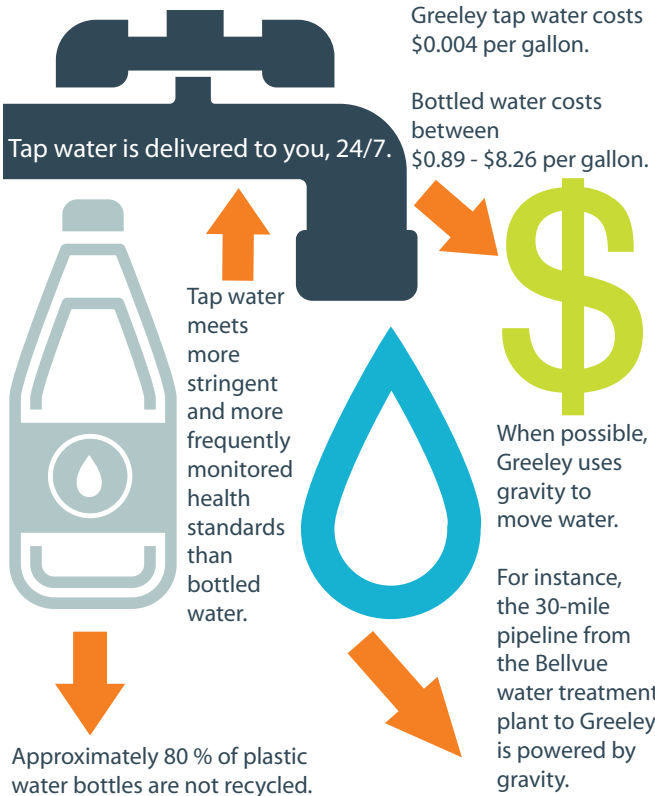 Greeley tap water costs
$0.004 per gallon.
Bottled water costs
between
$0.89 - $8.26 per gallon.
Tap water is delivered to you, 24/7.
Tap water
meets
more
stringent
and more
frequently
monitored
health
standards
than
bottled
water.
$
When possible,
Greeley uses
gravity to
move water.
For instance,
the 30-mile
pipeline from
the Bellvue
water treatment
plant to Greeley
is powered by
gravity.
Approximately 80 % of plastic
water bottles are not recycled.